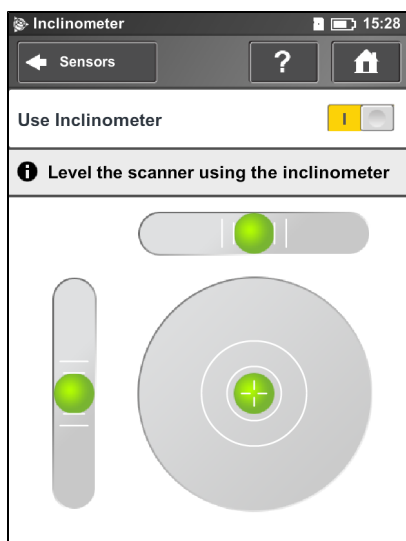 Inclinometer 15:28
Sensors ?
Use Inclinometer I
Level the scanner using the inclinometer